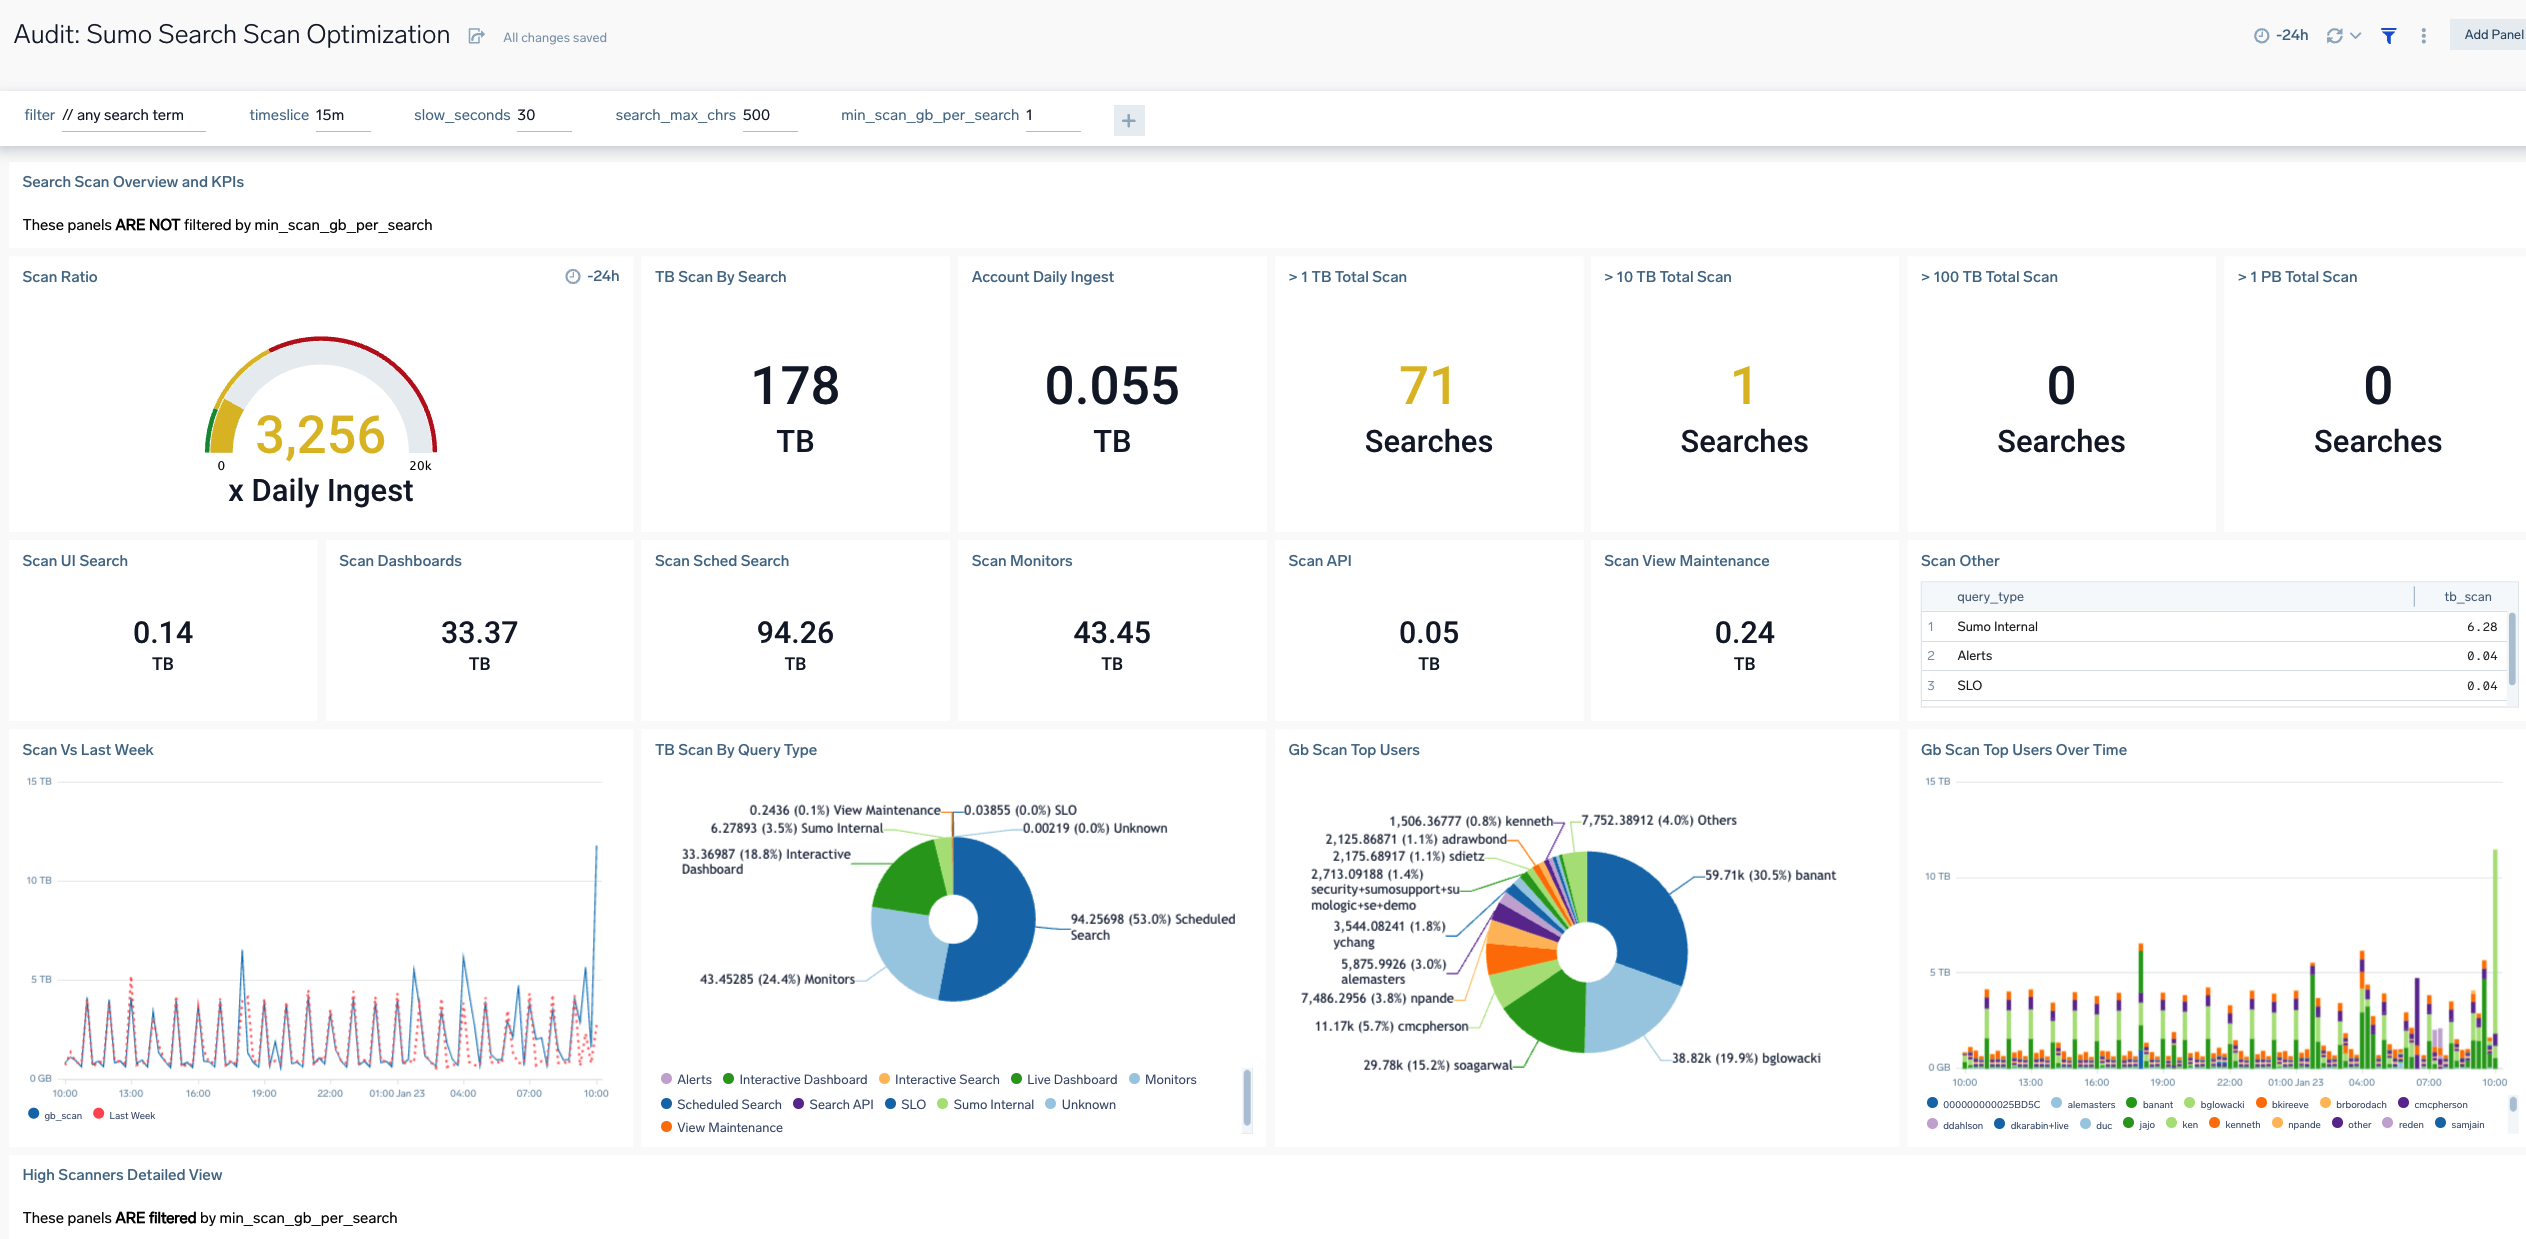 Audit: Sumo Search Scan Optimization All changes saved -24h Add Panel
filter // any search term timeslice 15m slow_seconds 30 search_max_chrs 500 min_scan_gb_per_search 1 +
Search Scan Overview and KPIs
These panels ARE NOT filtered by min_scan_gb_per_search
Scan Ratio -24h
3,256
0 20k
x Daily Ingest
TB Scan By Search
178
TB
Account Daily Ingest
0.055
TB
> 1 TB Total Scan
71
Searches
> 10 TB Total Scan
1
Searches
> 100 TB Total Scan
0
Searches
> 1 PB Total Scan
0
Searches
Scan UI Search
0.14
TB
Scan Dashboards
33.37
TB
Scan Sched Search
94.26
TB
Scan Monitors
43.45
TB
Scan API
0.05
TB
Scan View Maintenance
0.24
TB
Scan Other
query_type tb_scan
1 Sumo Internal 6.28
2 Alerts 0.04
3 SLO 0.04
Scan Vs Last Week
15 TB
10 TB
5 TB
0 GB
10:00 13:00 16:00 19:00 22:00 01:00 Jan 23 04:00 07:00 10:00
gb_scan Last Week
TB Scan By Query Type
0.2436 (0.1%) View Maintenance 0.03855 (0.0%) SLO
6.27893 (3.5%) Sumo Internal 0.00219 (0.0%) Unknown
33.36987 (18.8%) Interactive
Dashboard
94.25698 (53.0%) Scheduled
Search
43.45285 (24.4%) Monitors
Alerts Interactive Dashboard Interactive Search Live Dashboard Monitors
Scheduled Search Search API SLO Sumo Internal Unknown
View Maintenance
Gb Scan Top Users
1,506.36777 (0.8%) kenneth 7,752.38912 (4.0%) Others
2,125.86871 (1.1%) adrawbond
2,175.68917 (1.1%) sdietz
2,713.09188 (1.4%)
security+sumosupport+su
mologic+se+demo
59.71k (30.5%) banant
3,544.08241 (1.8%)
ychang
5,875.9926 (3.0%)
alemasters
7,486.2956 (3.8%) npande
11.17k (5.7%) cmcpherson
29.78k (15.2%) soagarwal 38.82k (19.9%) bglowacki
Gb Scan Top Users Over Time
15 TB
10 TB
5 TB
0 GB
10:00 13:00 16:00 19:00 22:00 01:00 Jan 23 04:00 07:00 10:00
000000000025BD5C alemasters banant bglowacki bkireeve brborodach cmcpherson
ddahlson dkarabin+live duc jajo ken kenneth npande other reden samjain
High Scanners Detailed View
These panels ARE filtered by min_scan_gb_per_search